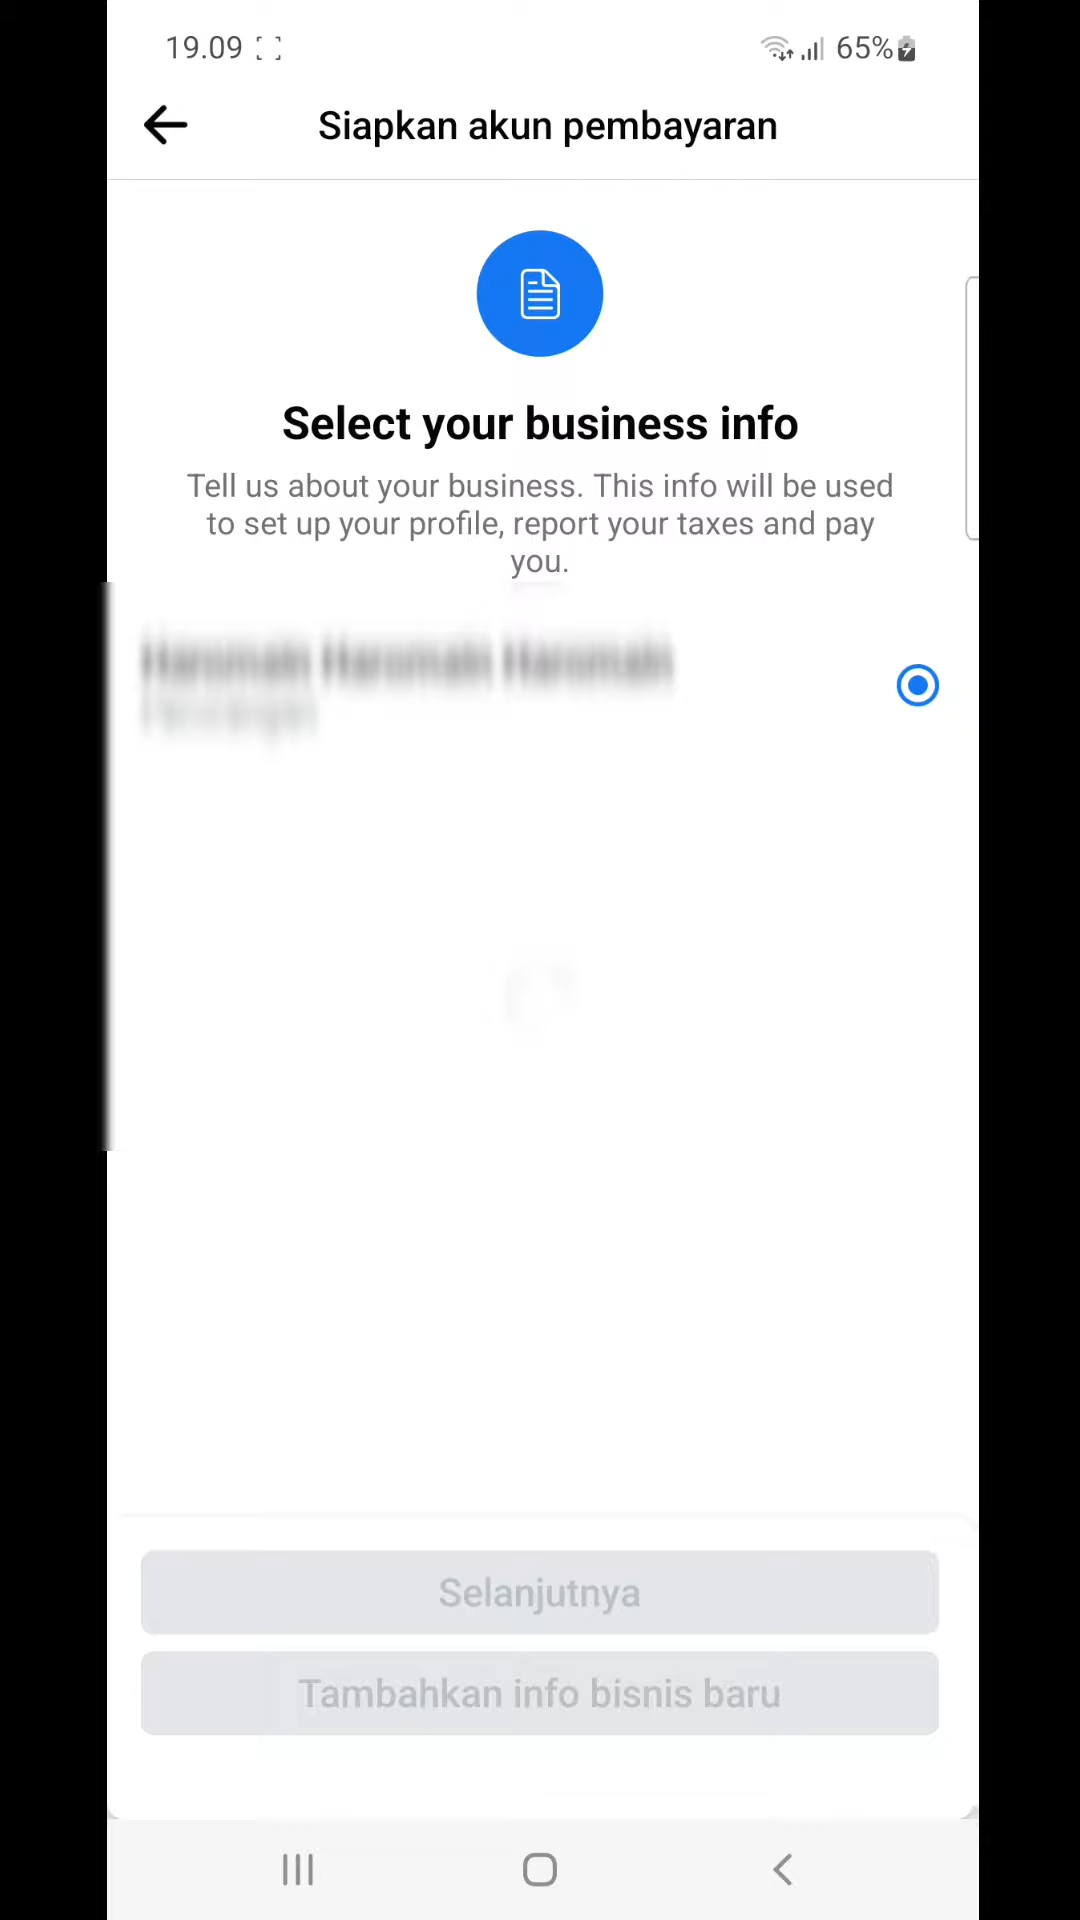 19.09
65%
Siapkan akun pembayaran
Select your business info
Tell us about your business. This info will be used
to set up your profile, report your taxes and pay
you.
Selanjutnya
Tambahkan info bisnis baru